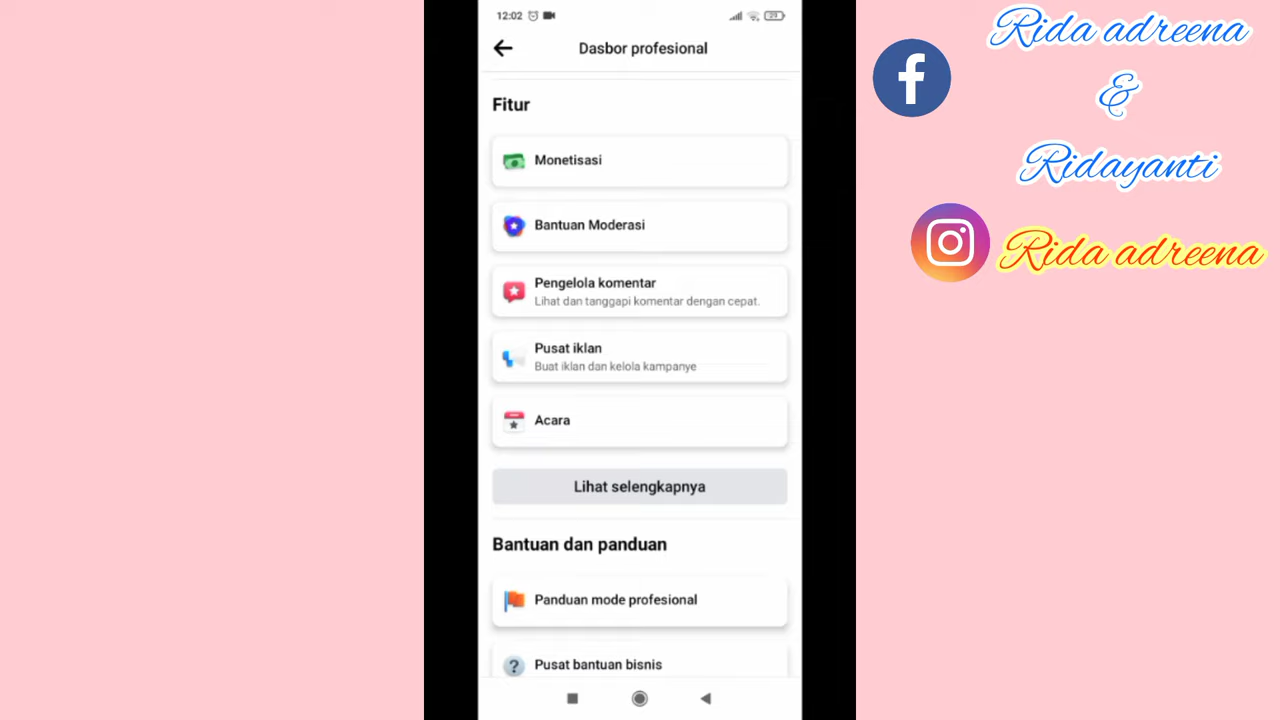 12:02
29
Dasbor profesional
Fitur
Monetisasi
Bantuan Moderasi
Pengelola komentar
Lihat dan tanggapi komentar dengan cepat.
Pusat iklan
Buat iklan dan kelola kampanye
Acara
Lihat selengkapnya
Bantuan dan panduan
Panduan mode profesional
Pusat bantuan bisnis
Rida adreena
&
Ridayanti
Rida adreena